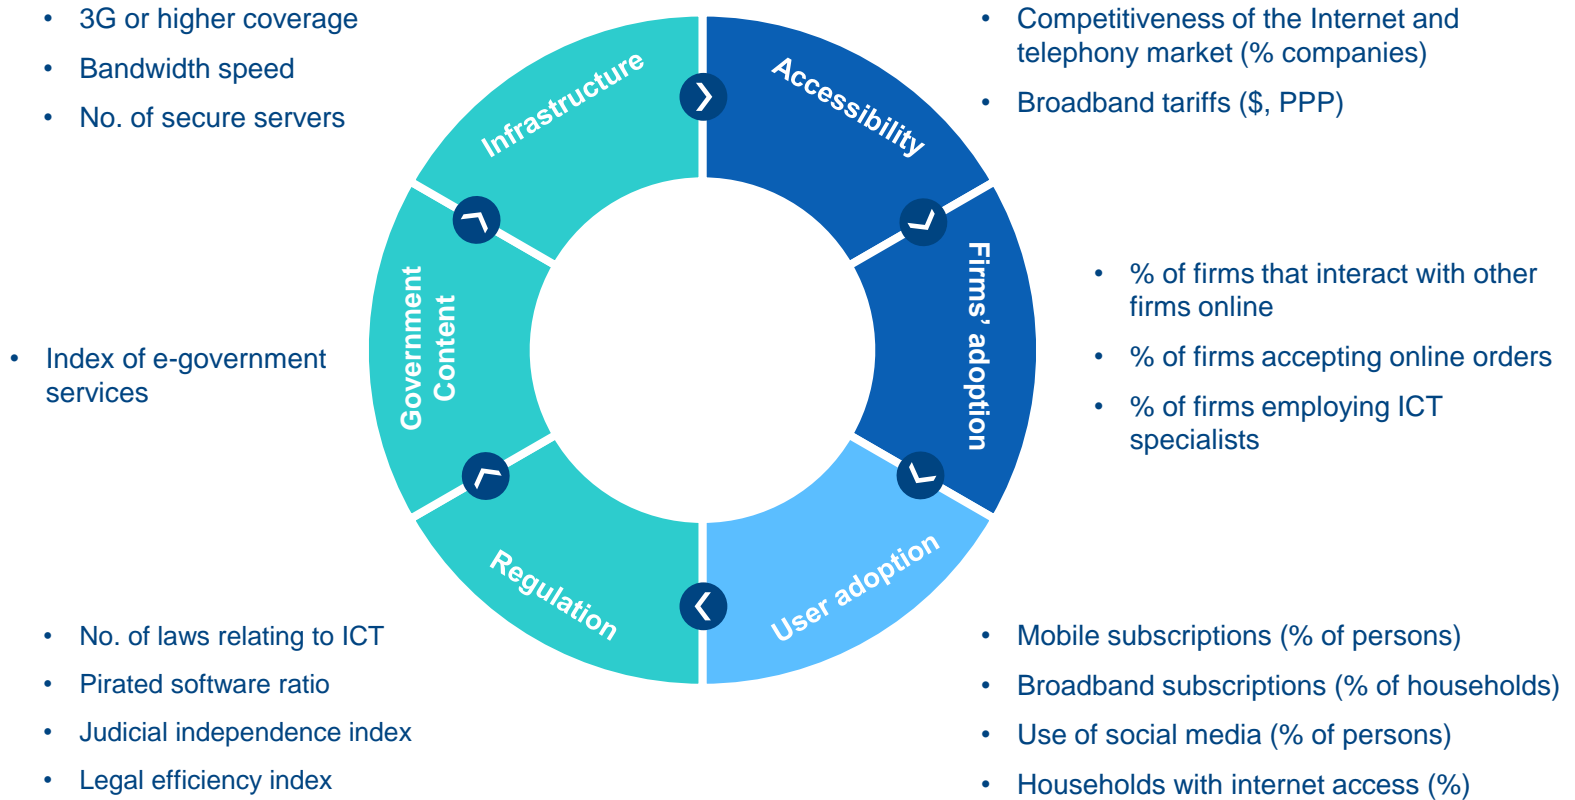 • 3G or higher coverage
• Bandwidth speed
• No. of secure servers
Infrastructure
Accessibility
• Competitiveness of the Internet and
telephony market (% companies)
• Broadband tariffs ($, PPP)
Firms’ adoption
• % of firms that interact with other
firms online
• % of firms accepting online orders
• % of firms employing ICT
specialists
Government
Content
• Index of e-government
services
Regulation
• No. of laws relating to ICT
• Pirated software ratio
• Judicial independence index
• Legal efficiency index
User adoption
• Mobile subscriptions (% of persons)
• Broadband subscriptions (% of households)
• Use of social media (% of persons)
• Households with internet access (%)